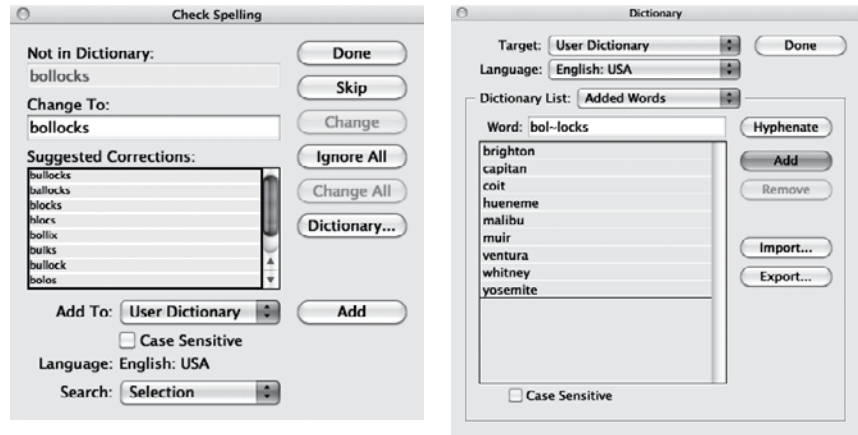 Check Spelling
Not in Dictionary:
bollocks
Change To:
bollocks
Suggested Corrections:
bullocks
ballocks
blocks
blocs
bollix
bulks
bullock
bolos
Done
Skip
Change
Ignore All
Change All
Dictionary...
Add To: User Dictionary
Add
Case Sensitive
Language: English: USA
Search: Selection
Dictionary
Target: User Dictionary
Done
Language: English: USA
Dictionary List: Added Words
Word: bol~locks
Hyphenate
brighton
capitan
coit
hueneme
malibu
muir
ventura
whitney
yosemite
Add
Remove
Import...
Export...
Case Sensitive